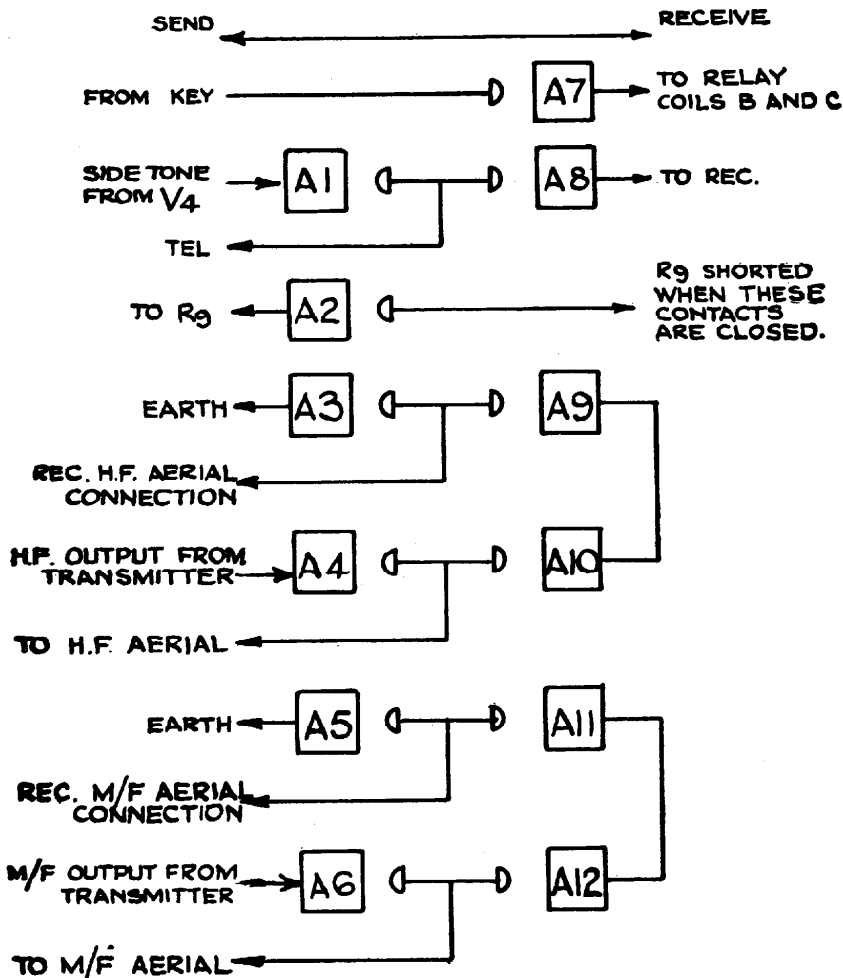 SEND
RECEIVE
FROM KEY
A7
TO RELAY
COILS B AND C
SIDE TONE
FROM V4
A1
A8
TO REC.
TEL
TO R9
A2
R9 SHORTED
WHEN THESE
CONTACTS
ARE CLOSED.
EARTH
A3
A9
REC. H.F. AERIAL
CONNECTION
H.F. OUTPUT FROM
TRANSMITTER
A4
A10
TO H.F. AERIAL
EARTH
A5
A11
REC. M/F AERIAL
CONNECTION
M/F OUTPUT FROM
TRANSMITTER
A6
A12
TO M/F AERIAL